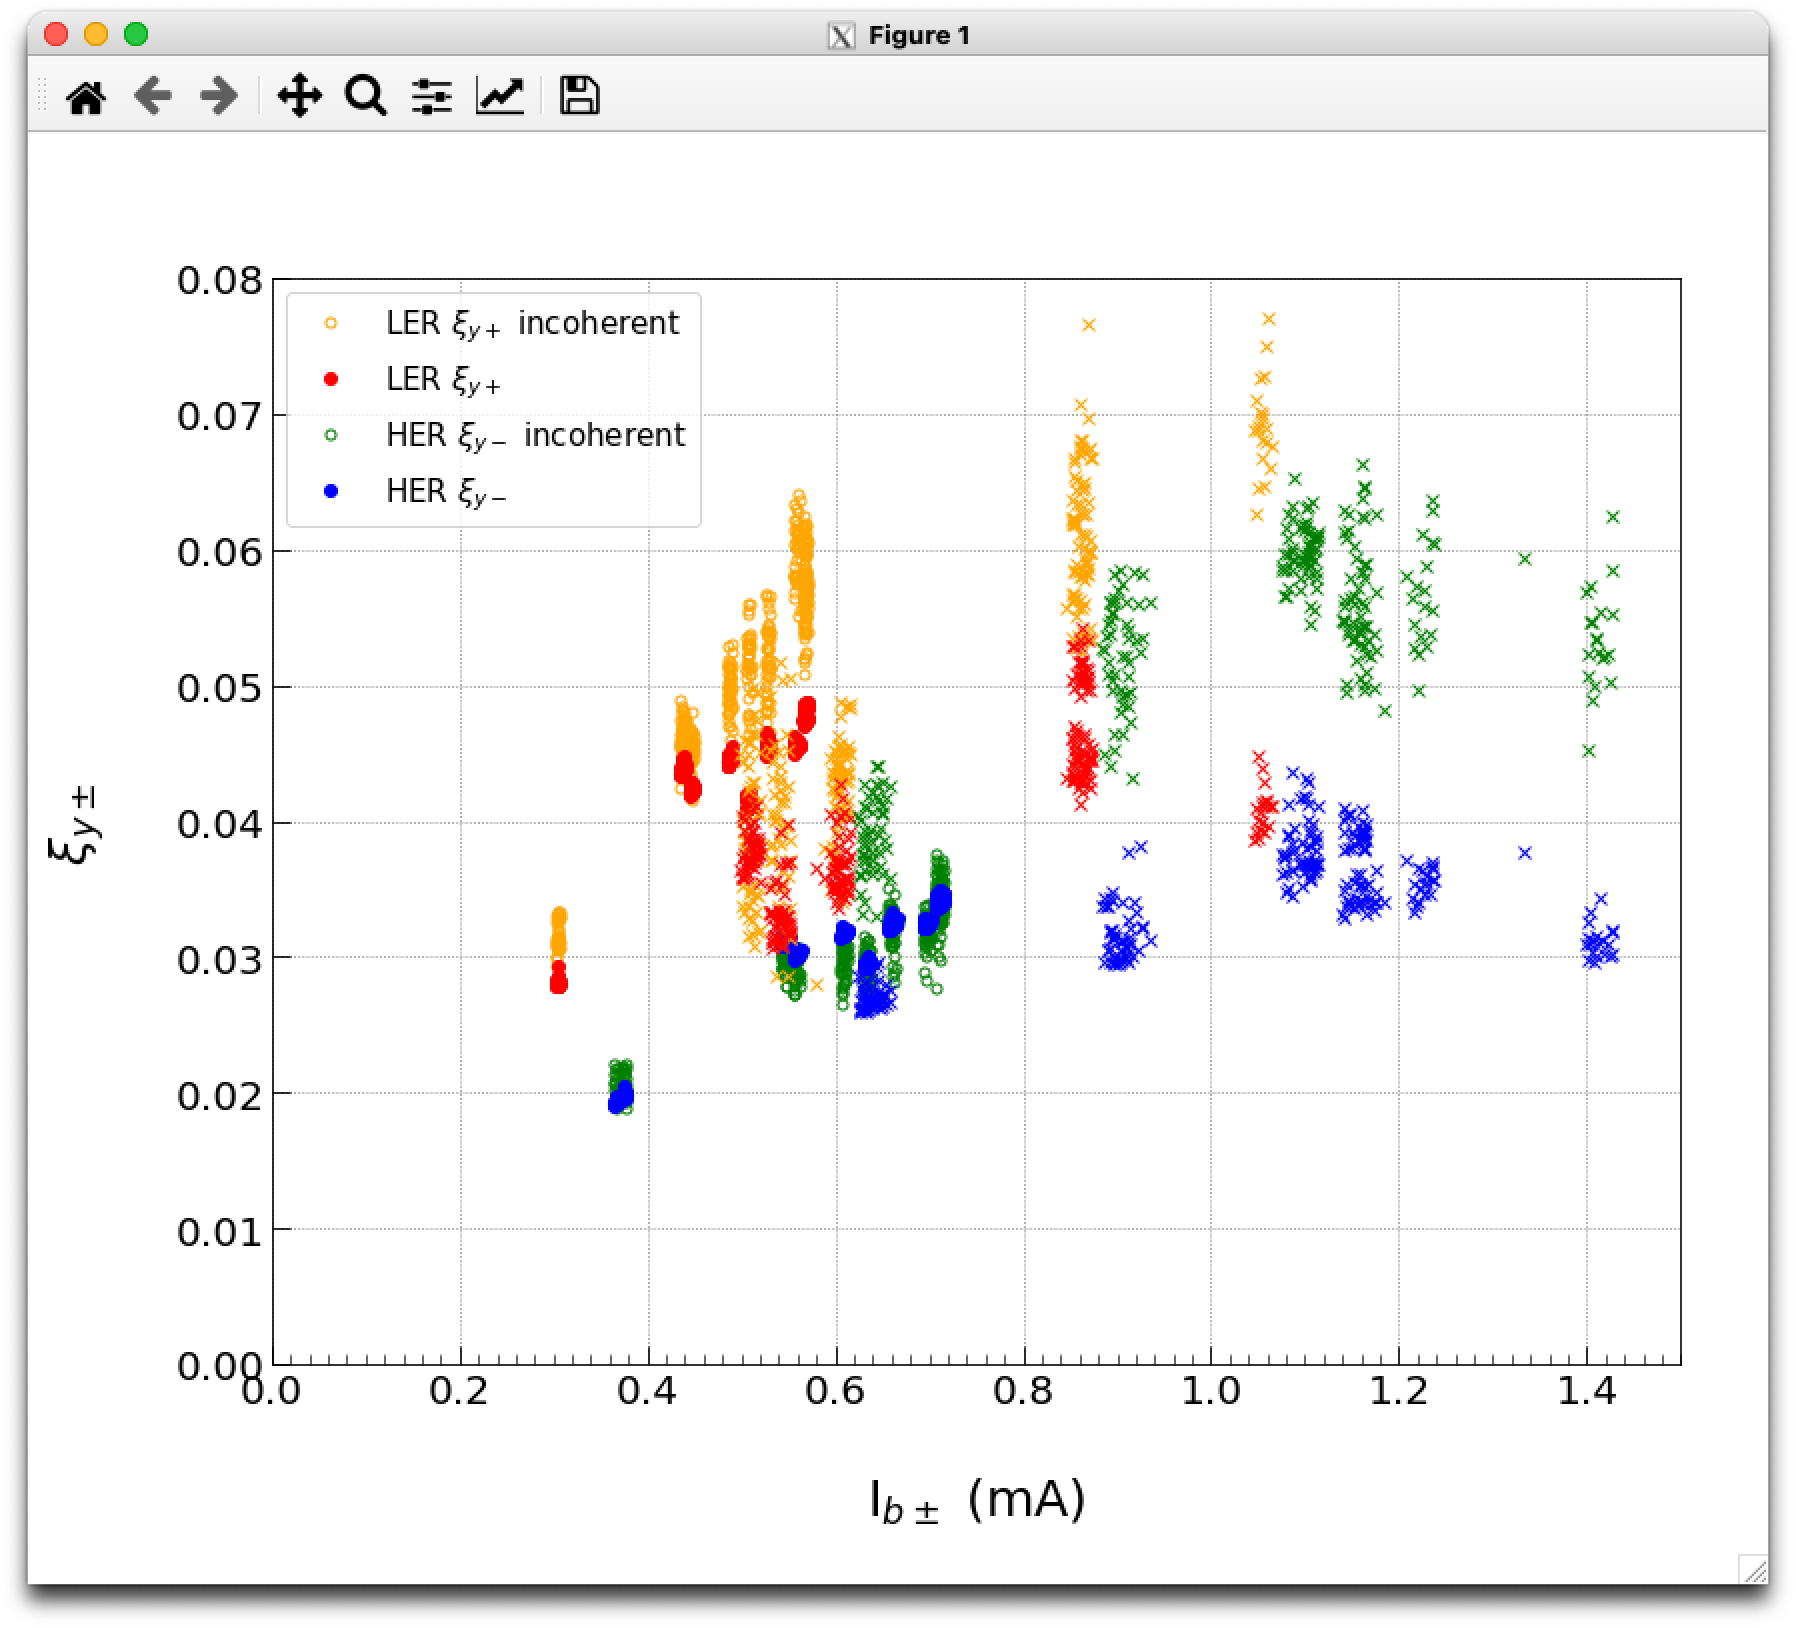 Figure 1
LER ξy+ incoherent
LER ξy+
HER ξy− incoherent
HER ξy−
0.08
0.07
0.06
0.05
0.04
0.03
0.02
0.01
0.00
ξy±
0.0 0.2 0.4 0.6 0.8 1.0 1.2 1.4
Ib± (mA)